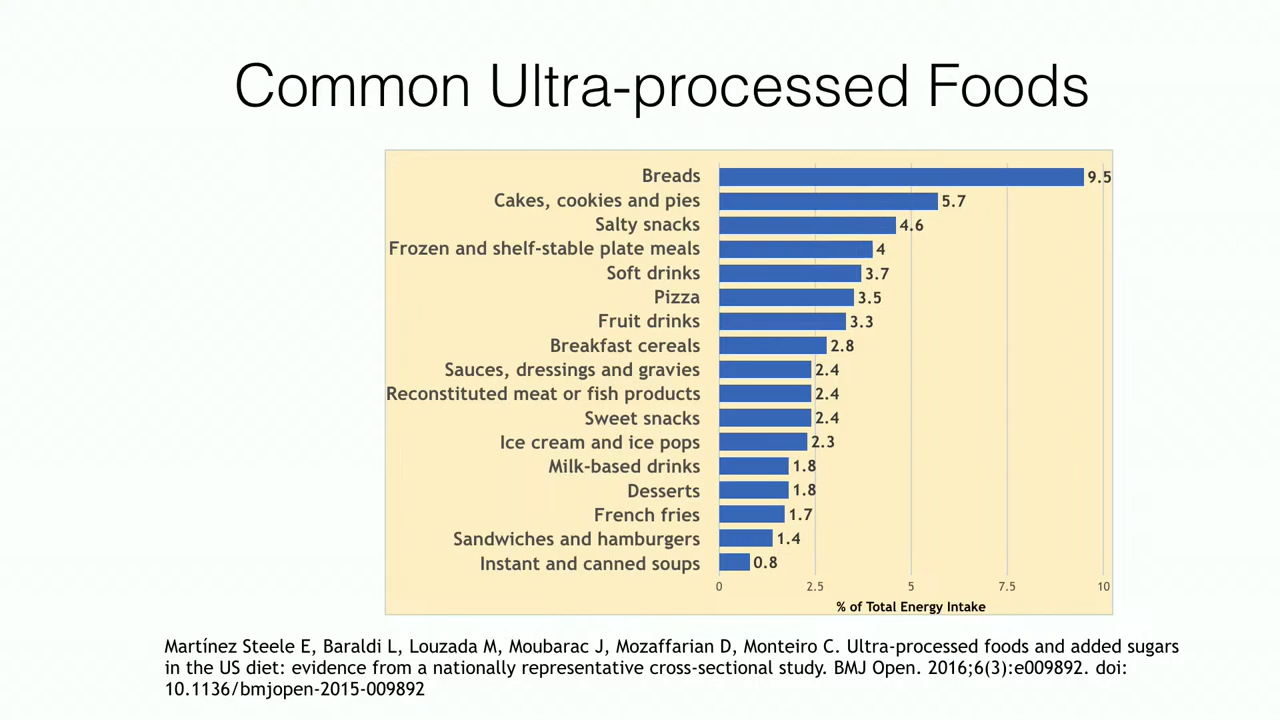 Common Ultra-processed Foods
Breads 9.5
Cakes, cookies and pies 5.7
Salty snacks 4.6
Frozen and shelf-stable plate meals 4
Soft drinks 3.7
Pizza 3.5
Fruit drinks 3.3
Breakfast cereals 2.8
Sauces, dressings and gravies 2.4
Reconstituted meat or fish products 2.4
Sweet snacks 2.4
Ice cream and ice pops 2.3
Milk-based drinks 1.8
Desserts 1.8
French fries 1.7
Sandwiches and hamburgers 1.4
Instant and canned soups 0.8
0 2.5 5 7.5 10
% of Total Energy Intake
Martínez Steele E, Baraldi L, Louzada M, Moubarac J, Mozaffarian D, Monteiro C. Ultra-processed foods and added sugars
in the US diet: evidence from a nationally representative cross-sectional study. BMJ Open. 2016;6(3):e009892. doi:
10.1136/bmjopen-2015-009892